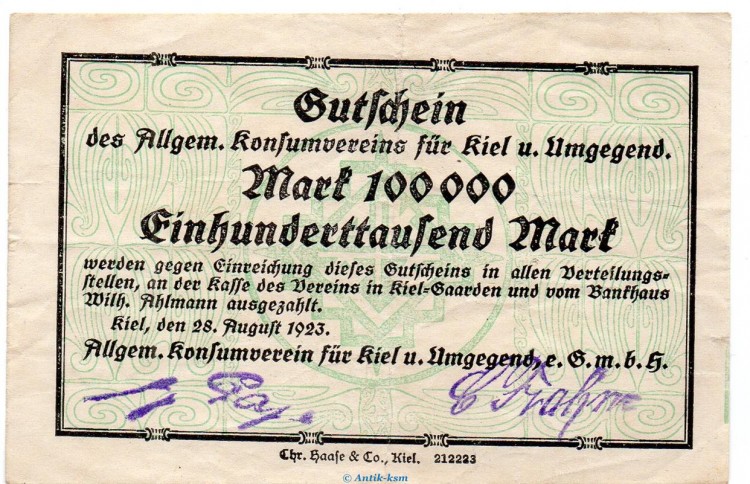 Gutschein
des Allgem. Konsumvereins für Kiel u. Umgegend.
Mark 100000
Einhunderttausend Mark
werden gegen Einreichung dieses Gutscheins in allen Verteilungs-
stellen, an der Kasse des Vereins in Kiel-Gaarden und vom Bankhaus
Wilh. Ahlmann ausgezahlt.
Kiel, den 28. August 1923.
Allgem. Konsumverein für Kiel u. Umgegend, e. G. m. b. H.
Chr. Haase & Co., Kiel. 212223
© Antik-ksm